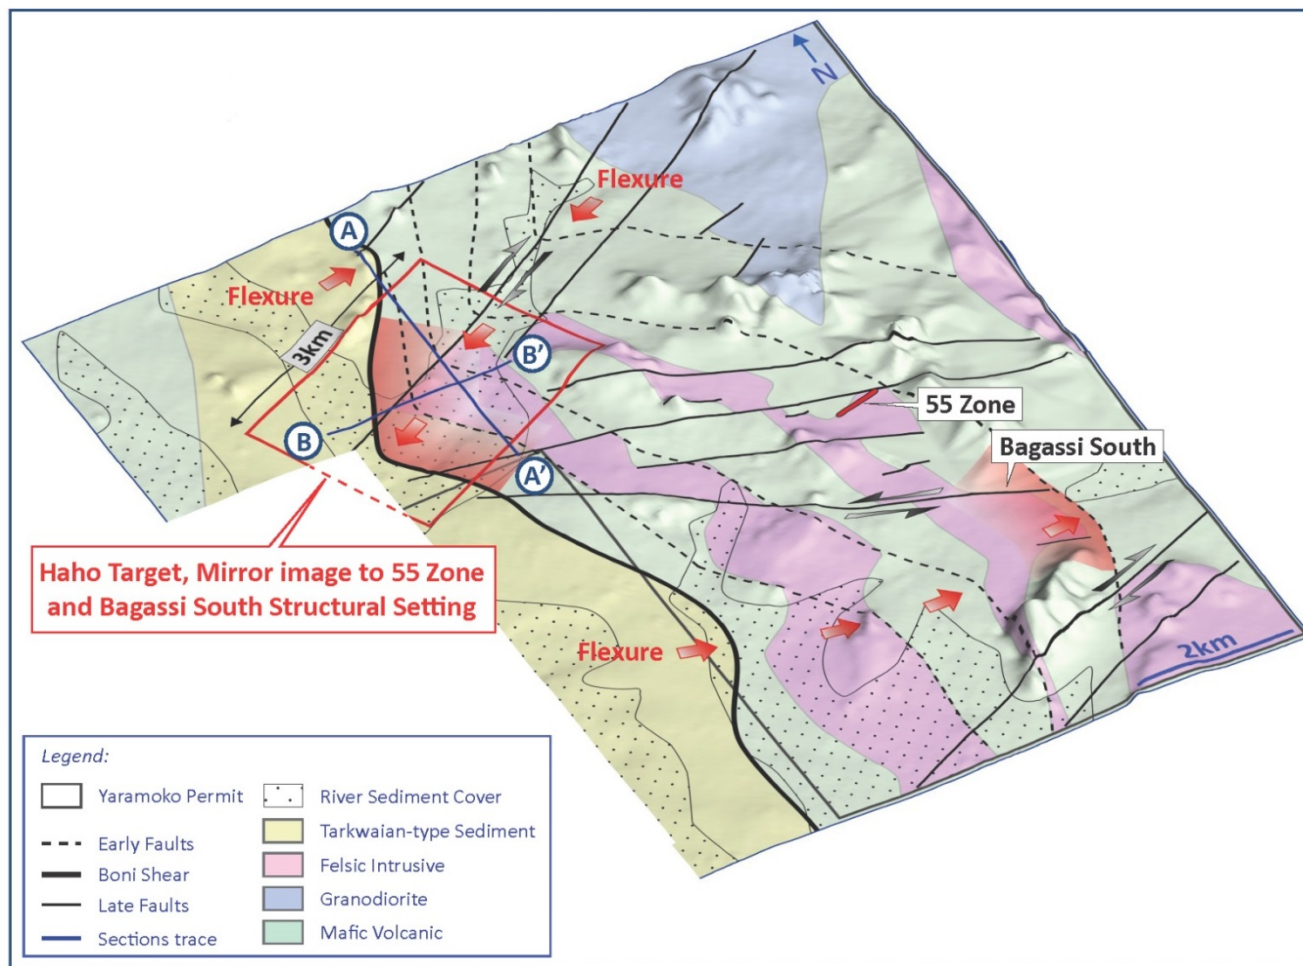 N
Flexure
A
Flexure
3km
B'
B
55 Zone
Bagassi South
A'
Haho Target, Mirror image to 55 Zone
and Bagassi South Structural Setting
Flexure
2km
Legend:
Yaramoko Permit
Early Faults
Boni Shear
Late Faults
Sections trace
River Sediment Cover
Tarkwaian-type Sediment
Felsic Intrusive
Granodiorite
Mafic Volcanic